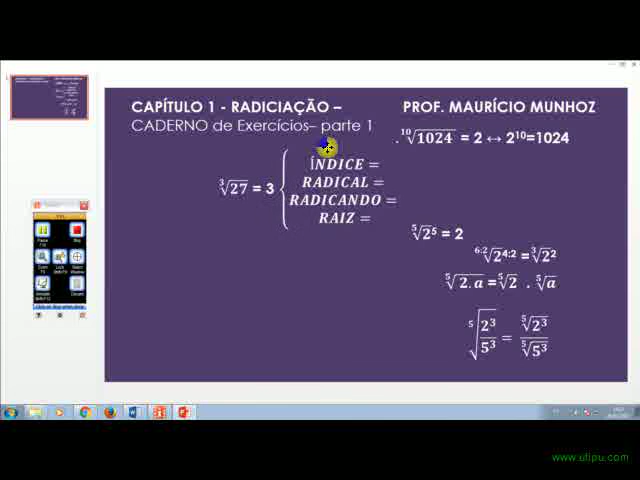 CAPÍTULO 1 - RADICIAÇÃO –
CADERNO de Exercícios– parte 1
PROF. MAURÍCIO MUNHOZ
. ¹⁰√1024 = 2 ↔ 2¹⁰=1024
³√27 = 3
ÍNDICE =
RADICAL =
RADICANDO =
RAIZ =
⁵√2⁵ = 2
⁶:²√2⁴:² = ³√2²
⁵√2.a = ⁵√2 . ⁵√a
⁵√(2³/5³) = ⁵√2³ / ⁵√5³
www.ufipu.com